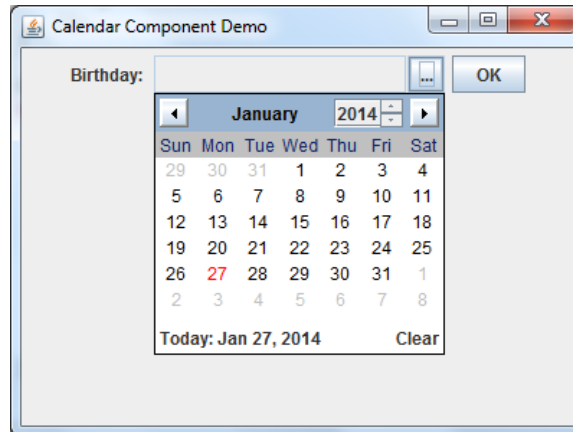 Calendar Component Demo
Birthday: ... OK
January 2014
Sun Mon Tue Wed Thu Fri Sat
29 30 31 1 2 3 4
5 6 7 8 9 10 11
12 13 14 15 16 17 18
19 20 21 22 23 24 25
26 27 28 29 30 31 1
2 3 4 5 6 7 8
Today: Jan 27, 2014 Clear